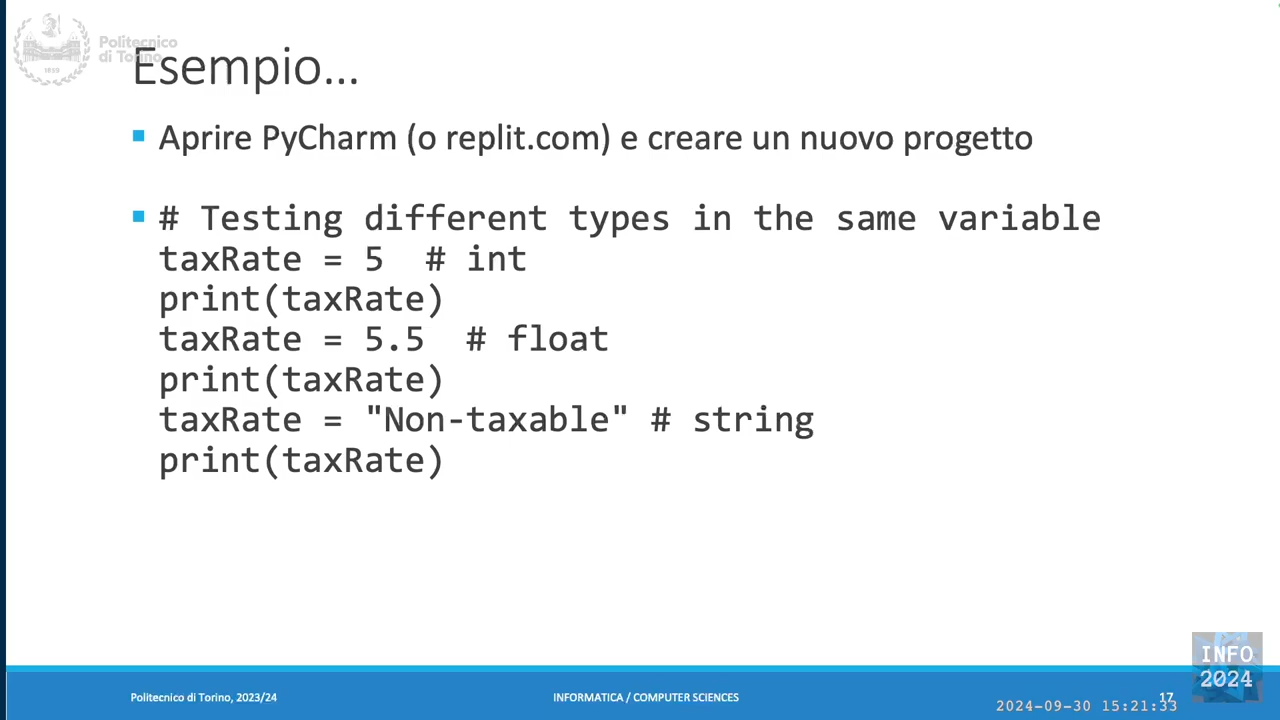 Politecnico
di Torino
1859
Esempio...
Aprire PyCharm (o replit.com) e creare un nuovo progetto
# Testing different types in the same variable
taxRate = 5  # int
print(taxRate)
taxRate = 5.5  # float
print(taxRate)
taxRate = "Non-taxable" # string
print(taxRate)
INFO
2024
Politecnico di Torino, 2023/24
INFORMATICA / COMPUTER SCIENCES
17
2024-09-30 15:21:33